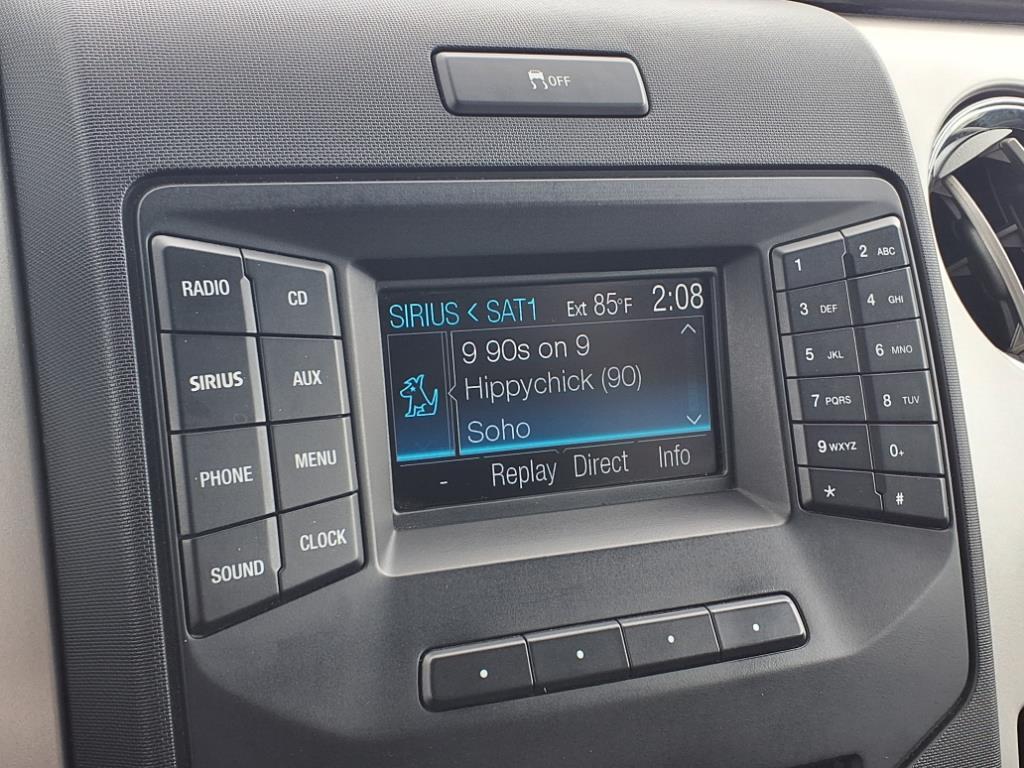 OFF
SIRIUS < SAT1 Ext 85°F 2:08
9 90s on 9
Hippychick (90)
Soho
- Replay Direct Info
RADIO CD
SIRIUS AUX
PHONE MENU
SOUND CLOCK
1 2 ABC
3 DEF 4 GHI
5 JKL 6 MNO
7 PQRS 8 TUV
9 WXYZ 0+
* #